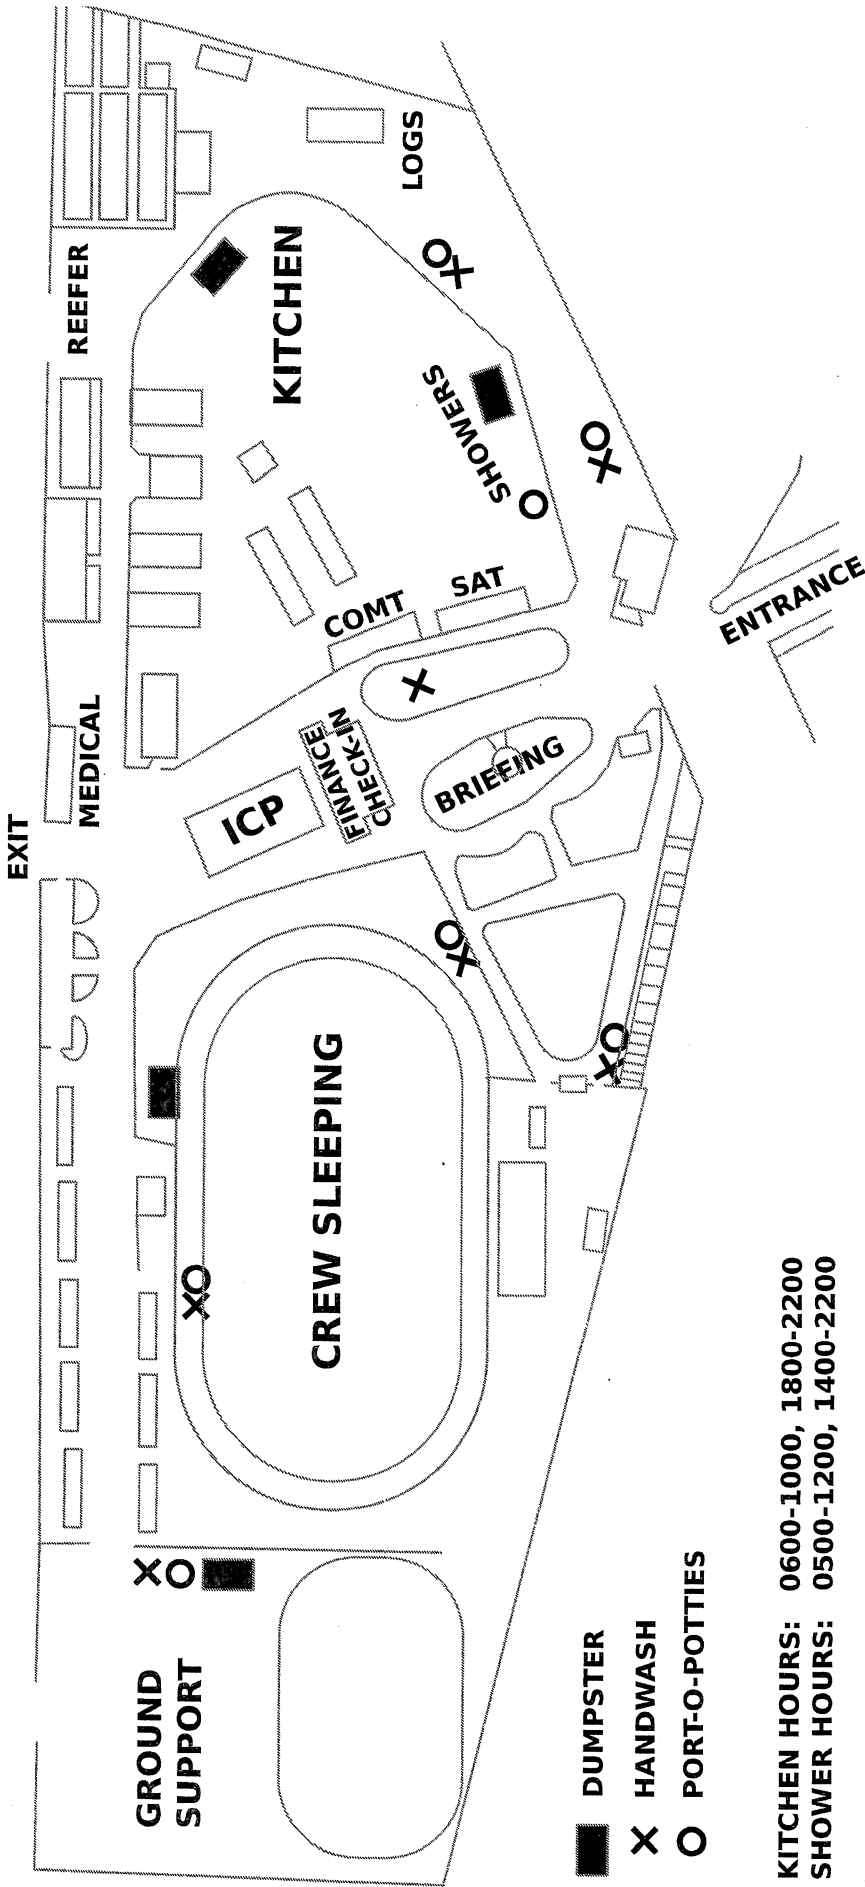 GROUND
SUPPORT
CREW SLEEPING
EXIT
MEDICAL
ICP
FINANCE
CHECK-IN
BRIEFING
COMT
SAT
ENTRANCE
REEFER
KITCHEN
SHOWERS
LOGS
DUMPSTER
HANDWASH
PORT-O-POTTIES
KITCHEN HOURS: 0600-1000, 1800-2200
SHOWER HOURS: 0500-1200, 1400-2200